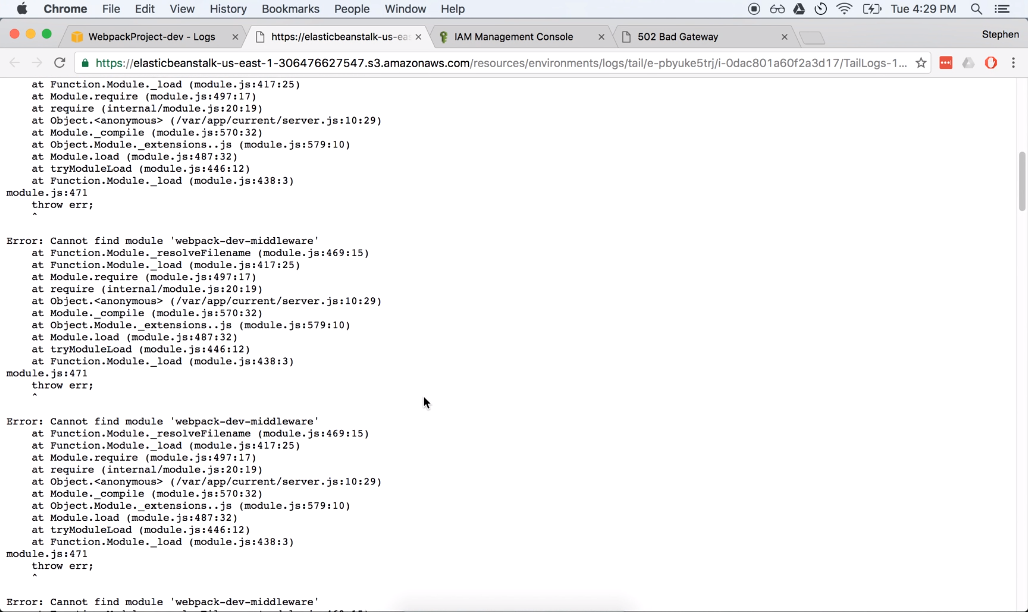 Chrome File Edit View History Bookmarks People Window Help Tue 4:29 PM
WebpackProject-dev - Logs https://elasticbeanstalk-us-ea IAM Management Console 502 Bad Gateway Stephen
https://elasticbeanstalk-us-east-1-306476627547.s3.amazonaws.com/resources/environments/logs/tail/e-pbyuke5trj/i-0dac801a60f2a3d17/TailLogs-1...
at Function.Module._load (module.js:417:25)
at Module.require (module.js:497:17)
at require (internal/module.js:20:19)
at Object.<anonymous> (/var/app/current/server.js:10:29)
at Module._compile (module.js:570:32)
at Object.Module._extensions..js (module.js:579:10)
at Module.load (module.js:487:32)
at tryModuleLoad (module.js:446:12)
at Function.Module._load (module.js:438:3)
module.js:471
throw err;
^
Error: Cannot find module 'webpack-dev-middleware'
at Function.Module._resolveFilename (module.js:469:15)
at Function.Module._load (module.js:417:25)
at Module.require (module.js:497:17)
at require (internal/module.js:20:19)
at Object.<anonymous> (/var/app/current/server.js:10:29)
at Module._compile (module.js:570:32)
at Object.Module._extensions..js (module.js:579:10)
at Module.load (module.js:487:32)
at tryModuleLoad (module.js:446:12)
at Function.Module._load (module.js:438:3)
module.js:471
throw err;
^
Error: Cannot find module 'webpack-dev-middleware'
at Function.Module._resolveFilename (module.js:469:15)
at Function.Module._load (module.js:417:25)
at Module.require (module.js:497:17)
at require (internal/module.js:20:19)
at Object.<anonymous> (/var/app/current/server.js:10:29)
at Module._compile (module.js:570:32)
at Object.Module._extensions..js (module.js:579:10)
at Module.load (module.js:487:32)
at tryModuleLoad (module.js:446:12)
at Function.Module._load (module.js:438:3)
module.js:471
throw err;
^
Error: Cannot find module 'webpack-dev-middleware'